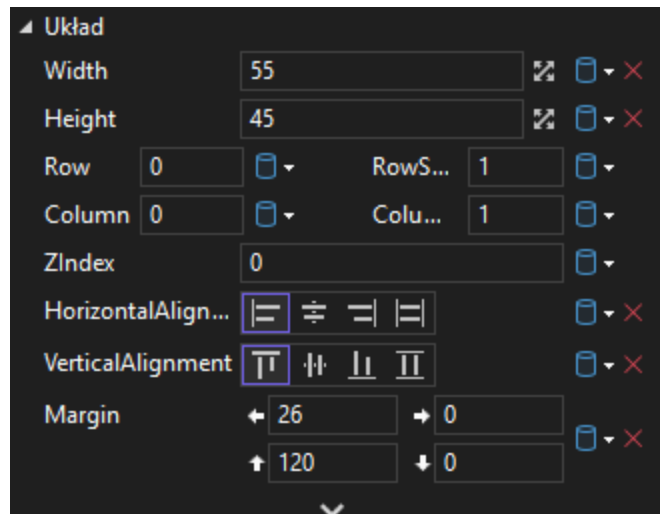 Układ
Width 55
Height 45
Row 0 RowS... 1
Column 0 Colu... 1
ZIndex 0
HorizontalAlign...
VerticalAlignment
Margin 26 0
120 0